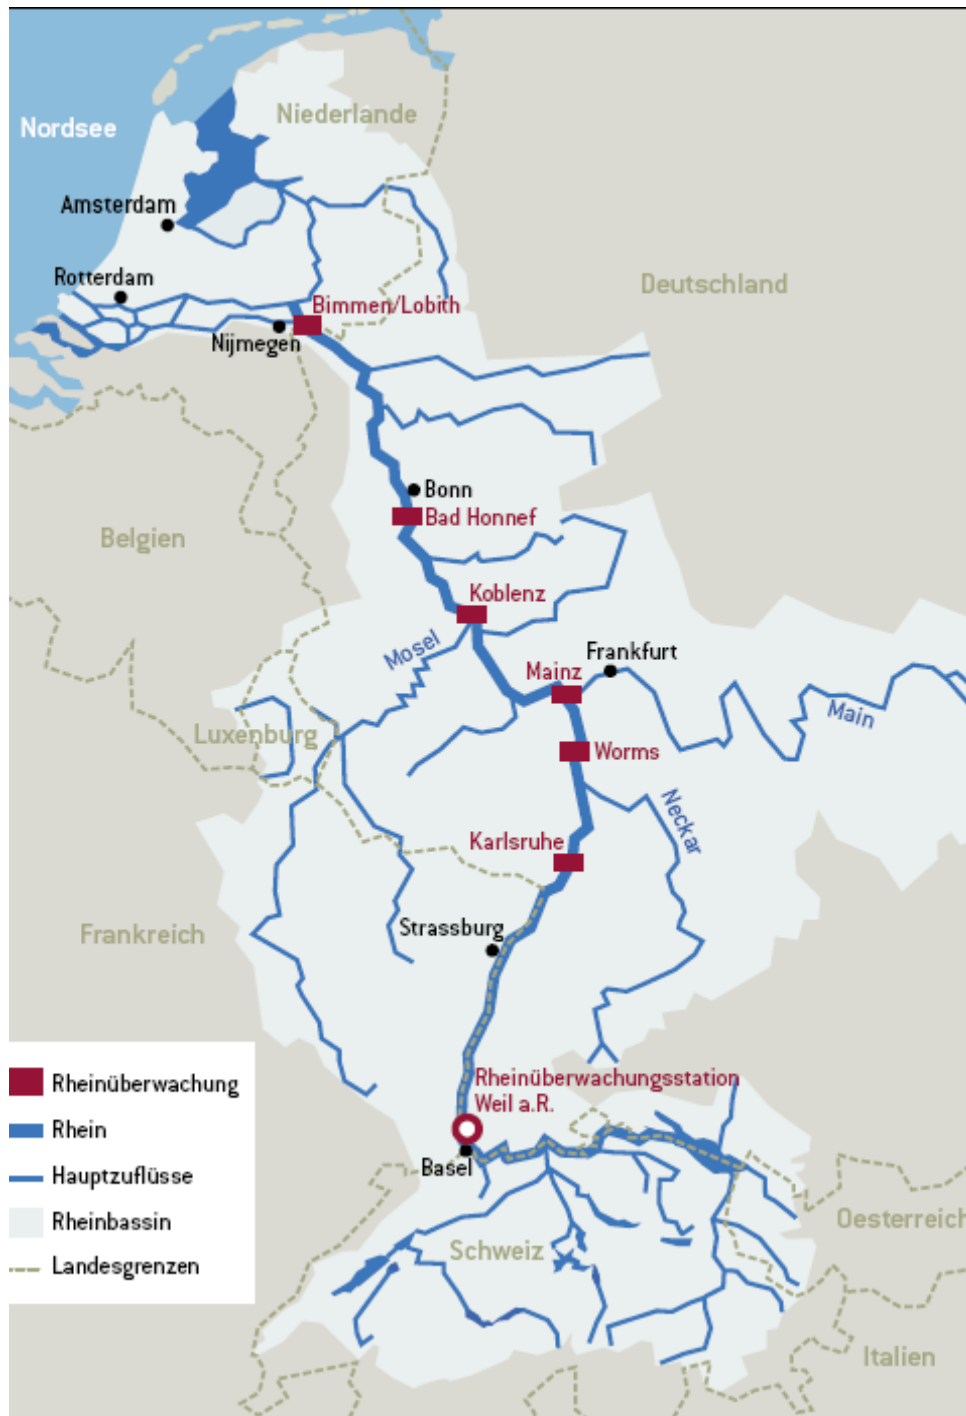 Nordsee
Niederlande
Amsterdam
Deutschland
Rotterdam
Bimmen/Lobith
Nijmegen
Bonn
Bad Honnef
Belgien
Koblenz
Mosel
Frankfurt
Mainz
Main
Luxenburg
Worms
Neckar
Karlsruhe
Frankreich
Strassburg
Rheinüberwachungsstation
Weil a.R.
Basel
Oesterreich
Schweiz
Italien
Rheinüberwachung
Rhein
Hauptzuflüsse
Rheinbassin
Landesgrenzen